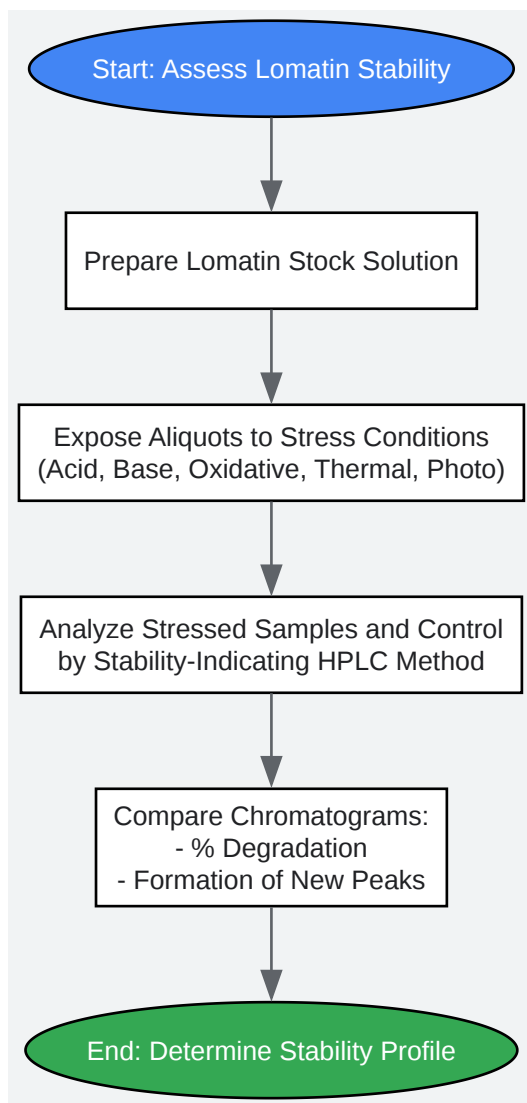 Start: Assess Lomatin Stability
Prepare Lomatin Stock Solution
Expose Aliquots to Stress Conditions
(Acid, Base, Oxidative, Thermal, Photo)
Analyze Stressed Samples and Control
by Stability-Indicating HPLC Method
Compare Chromatograms:
- % Degradation
- Formation of New Peaks
End: Determine Stability Profile